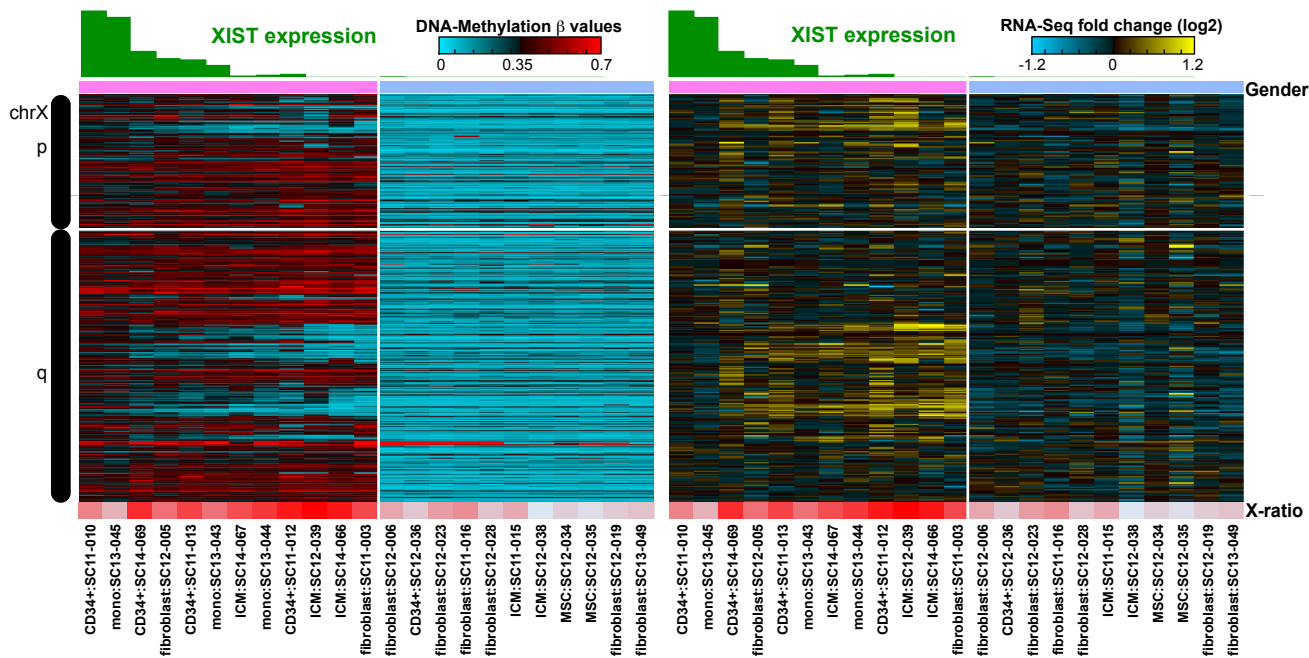 XIST expression
DNA-Methylation β values
0
0.35
0.7
XIST expression
RNA-Seq fold change (log2)
-1.2
0
1.2
Gender
chrX
p
q
X-ratio
CD34+:SC11-010
mono:SC13-045
CD34+:SC14-069
fibroblast:SC12-005
CD34+:SC11-013
mono:SC13-043
ICM:SC14-067
mono:SC13-044
CD34+:SC11-012
ICM:SC12-039
ICM:SC14-066
fibroblast:SC11-003
fibroblast:SC12-006
CD34+:SC12-036
fibroblast:SC12-023
fibroblast:SC11-016
fibroblast:SC12-028
ICM:SC11-015
ICM:SC12-038
MSC:SC12-034
MSC:SC12-035
fibroblast:SC12-019
fibroblast:SC13-049
CD34+:SC11-010
mono:SC13-045
CD34+:SC14-069
fibroblast:SC12-005
CD34+:SC11-013
mono:SC13-043
ICM:SC14-067
mono:SC13-044
CD34+:SC11-012
ICM:SC12-039
ICM:SC14-066
fibroblast:SC11-003
fibroblast:SC12-006
CD34+:SC12-036
fibroblast:SC12-023
fibroblast:SC11-016
fibroblast:SC12-028
ICM:SC11-015
ICM:SC12-038
MSC:SC12-034
MSC:SC12-035
fibroblast:SC12-019
fibroblast:SC13-049